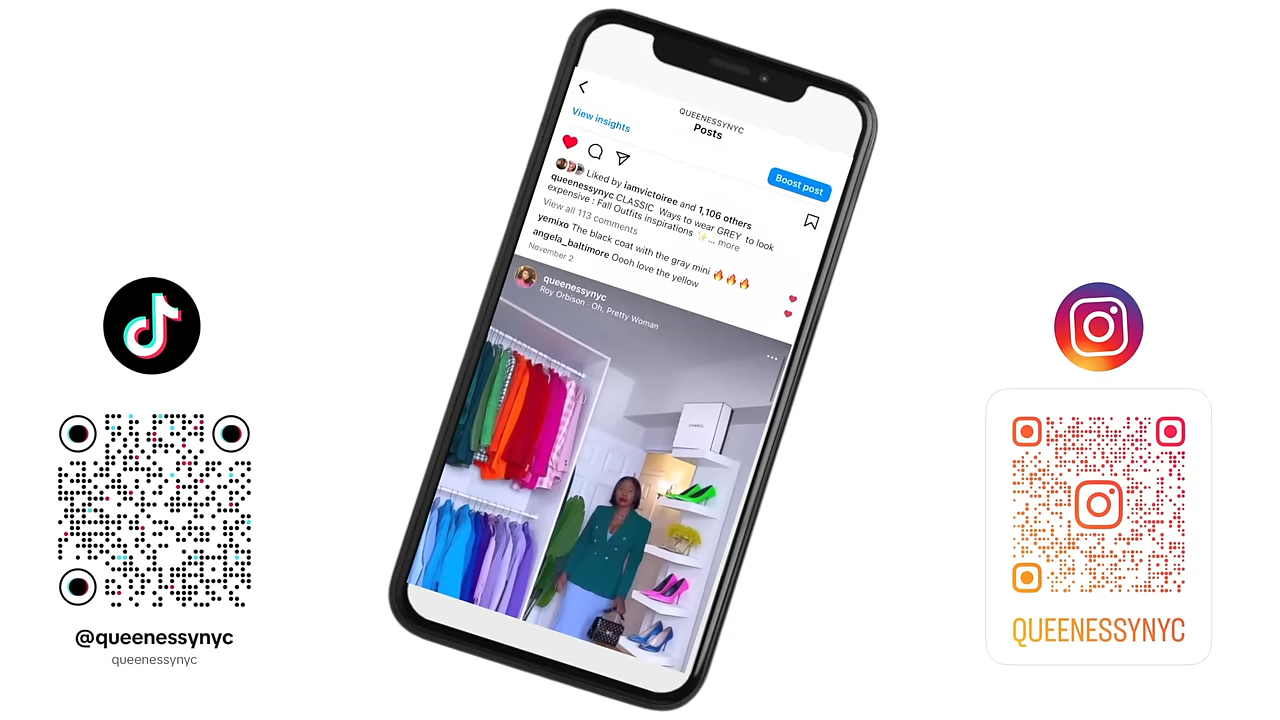 QUEENESSYNYC
Posts
View insights
Boost post
Liked by iamvictoiree and 1,106 others
queenessynyc CLASSIC Ways to wear GREY to look
expensive : Fall Outfits inspirations ✨... more
View all 113 comments
yemixo The black coat with the gray mini 🔥🔥🔥
angela_baltimore Oooh love the yellow
November 2
queenessynyc
Roy Orbison · Oh, Pretty Woman
CHANEL
@queenessynyc
queenessynyc
QUEENESSYNYC